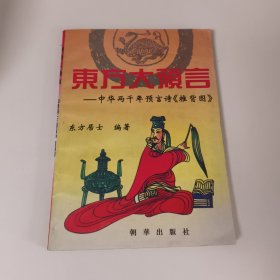 東方大預言
——中华两千年预言诗《推背图》
东方居士 编著
朝華出版社